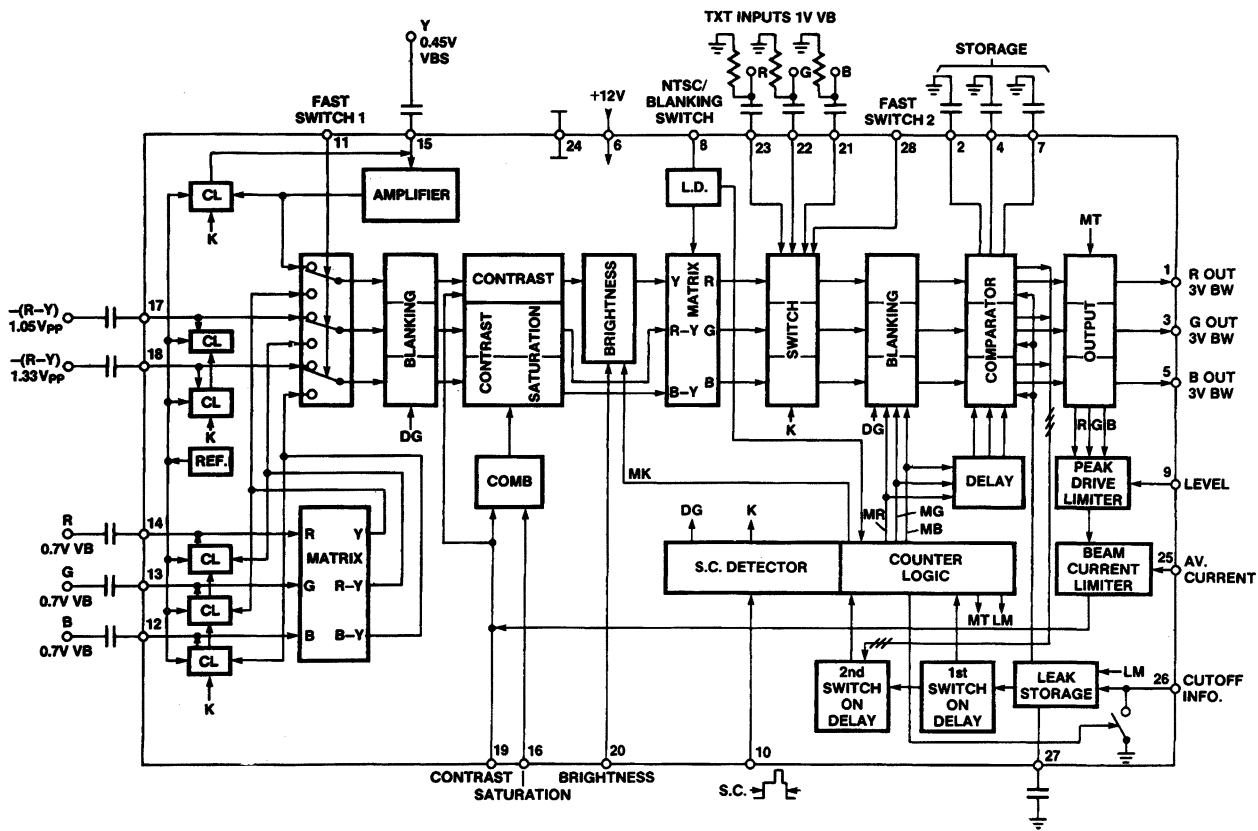 TXT INPUTS 1V VB
Y
0.45V
VBS
R
G
B
STORAGE
NTSC/
BLANKING
SWITCH
+12V
FAST
SWITCH 1
FAST
SWITCH 2
11
15
24
6
8
23
22
21
28
2
4
7
CL
AMPLIFIER
L.D.
K
MT
CONTRAST
BRIGHTNESS
Y
R
MATRIX
R–Y
G
B–Y
B
SWITCH
BLANKING
COMPARATOR
OUTPUT
BLANKING
CONTRAST
SATURATION
1
R OUT
3V BW
3
G OUT
3V BW
5
B OUT
3V BW
–(R–Y)
1.05VPP
17
CL
–(R–Y)
1.33VPP
18
CL
K
REF.
DG
K
DG
R G B
COMB
MK
DELAY
PEAK
DRIVE
LIMITER
9
LEVEL
DG
K
MR
MG
MB
R
0.7V VB
14
R
Y
MATRIX
CL
G
0.7V VB
13
G
R–Y
CL
B
0.7V VB
12
B
B–Y
CL
K
S.C. DETECTOR
COUNTER
LOGIC
BEAM
CURRENT
LIMITER
25
AV.
CURRENT
MT
LM
2nd
SWITCH
ON
DELAY
1st
SWITCH
ON
DELAY
LEAK
STORAGE
LM
26
CUTOFF
INFO.
19
16
20
10
27
CONTRAST
SATURATION
BRIGHTNESS
S.C.